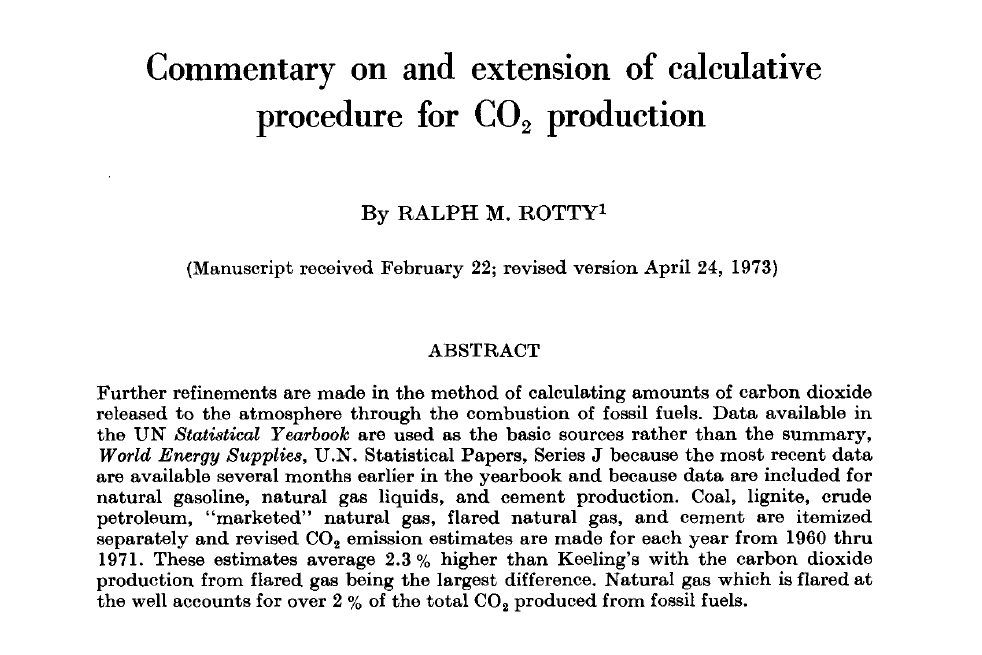 Commentary on and extension of calculative
procedure for CO₂ production
By RALPH M. ROTTY¹
(Manuscript received February 22; revised version April 24, 1973)
ABSTRACT
Further refinements are made in the method of calculating amounts of carbon dioxide
released to the atmosphere through the combustion of fossil fuels. Data available in
the UN Statistical Yearbook are used as the basic sources rather than the summary,
World Energy Supplies, U.N. Statistical Papers, Series J because the most recent data
are available several months earlier in the yearbook and because data are included for
natural gasoline, natural gas liquids, and cement production. Coal, lignite, crude
petroleum, “marketed” natural gas, flared natural gas, and cement are itemized
separately and revised CO₂ emission estimates are made for each year from 1960 thru
1971. These estimates average 2.3 % higher than Keeling's with the carbon dioxide
production from flared gas being the largest difference. Natural gas which is flared at
the well accounts for over 2 % of the total CO₂ produced from fossil fuels.